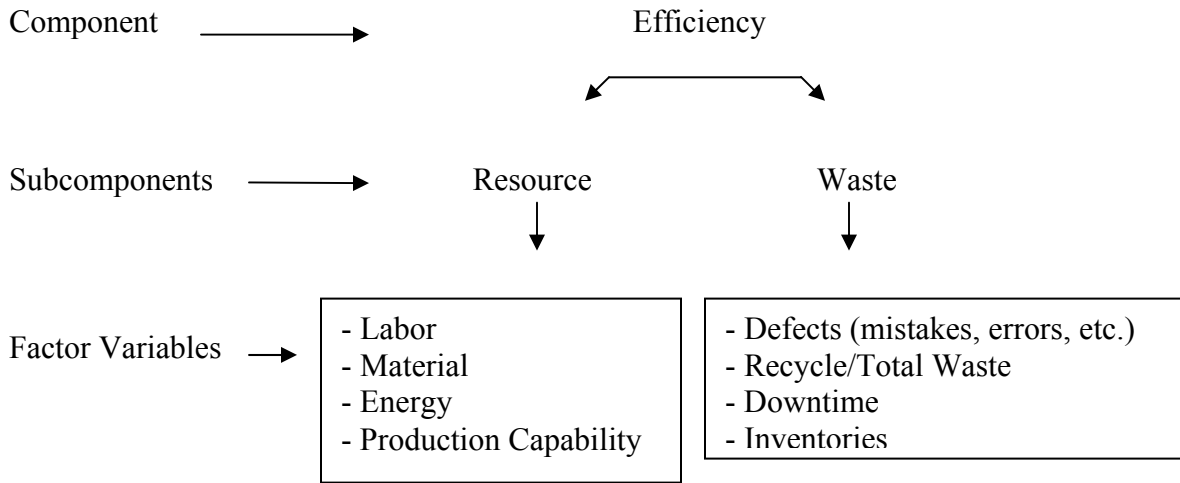 Component Efficiency
Subcomponents Resource Waste
Factor Variables
- Labor
- Material
- Energy
- Production Capability
- Defects (mistakes, errors, etc.)
- Recycle/Total Waste
- Downtime
- Inventories